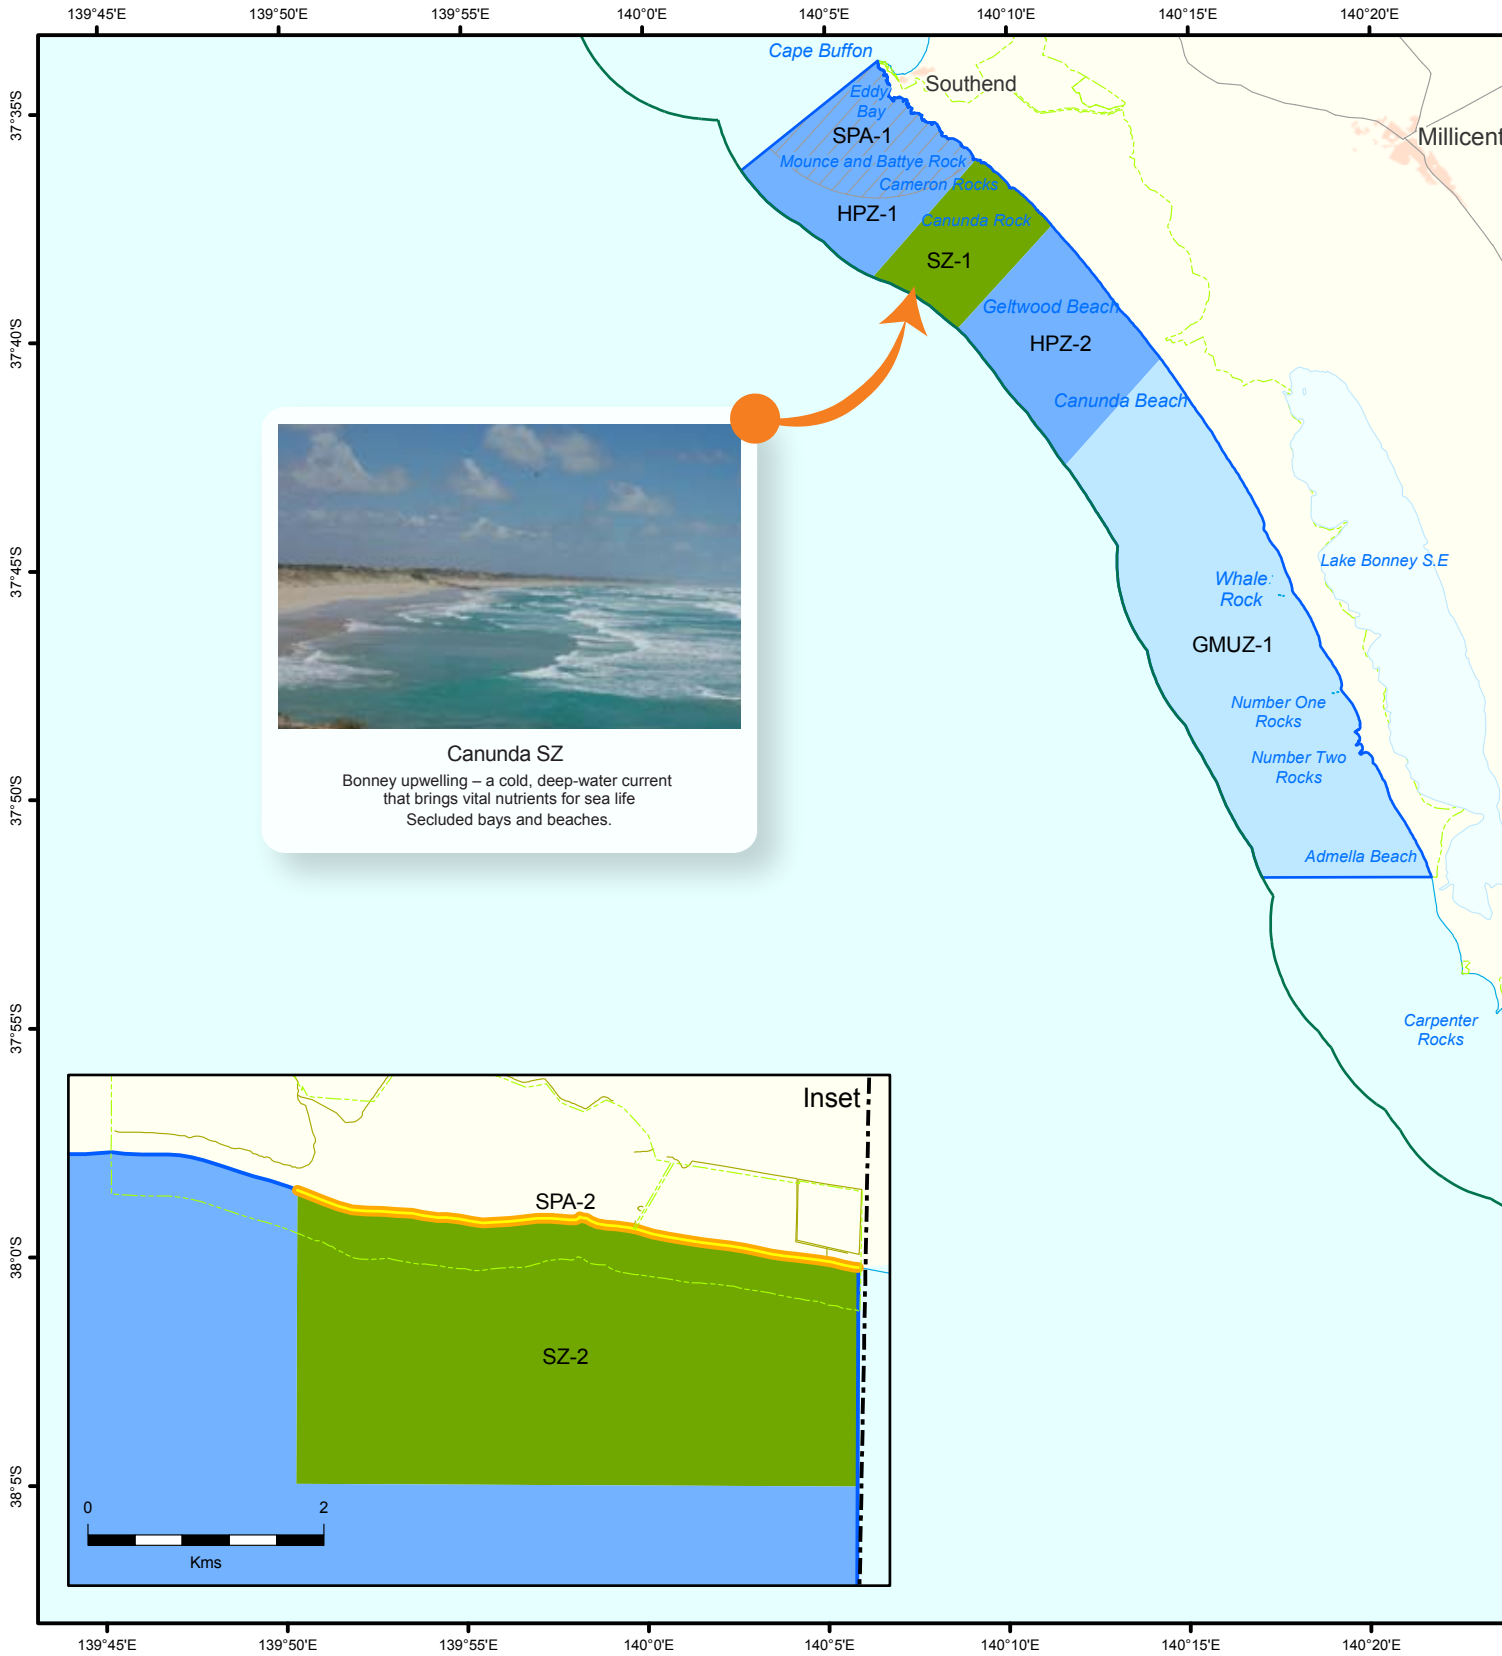 139°45'E
139°50'E
139°55'E
140°0'E
140°5'E
140°10'E
140°15'E
140°20'E
37°35'S
37°40'S
37°45'S
37°50'S
37°55'S
38°0'S
38°5'S
Cape Buffon
Southend
Eddy
Bay
Millicent
SPA-1
Mounce and Battye Rock
Cameron Rocks
HPZ-1
Canunda Rock
SZ-1
Geltwood Beach
HPZ-2
Canunda Beach
Lake Bonney S.E
Whale
Rock
GMUZ-1
Number One
Rocks
Number Two
Rocks
Admella Beach
Carpenter
Rocks
Canunda SZ
Bonney upwelling – a cold, deep-water current
that brings vital nutrients for sea life
Secluded bays and beaches.
Inset
SPA-2
SZ-2
0 2
Kms
139°45'E
139°50'E
139°55'E
140°0'E
140°5'E
140°10'E
140°15'E
140°20'E